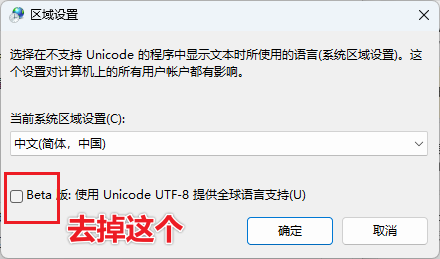 区域设置
选择在不支持 Unicode 的程序中显示文本时所使用的语言(系统区域设置)。这
个设置对计算机上的所有用户帐户都有影响。
当前系统区域设置(C):
中文(简体，中国)
Beta 版: 使用 Unicode UTF-8 提供全球语言支持(U)
去掉这个
确定
取消